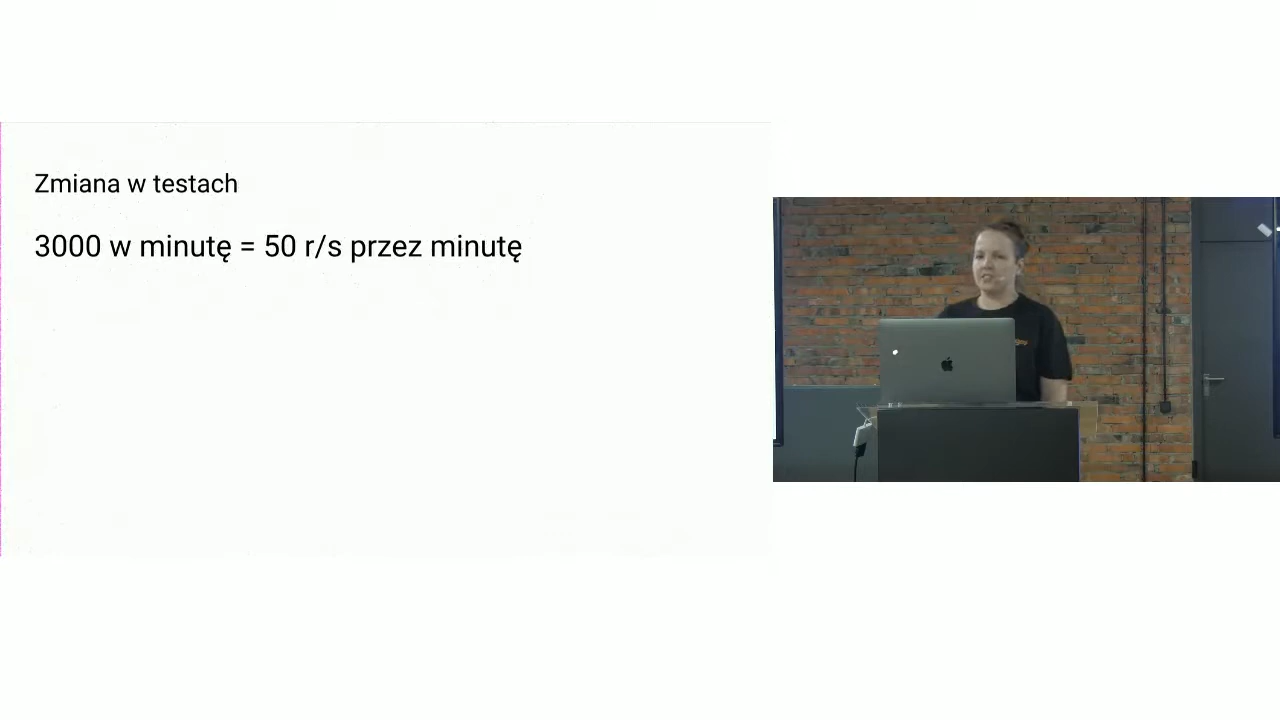 Zmiana w testach
3000 w minutę = 50 r/s przez minutę